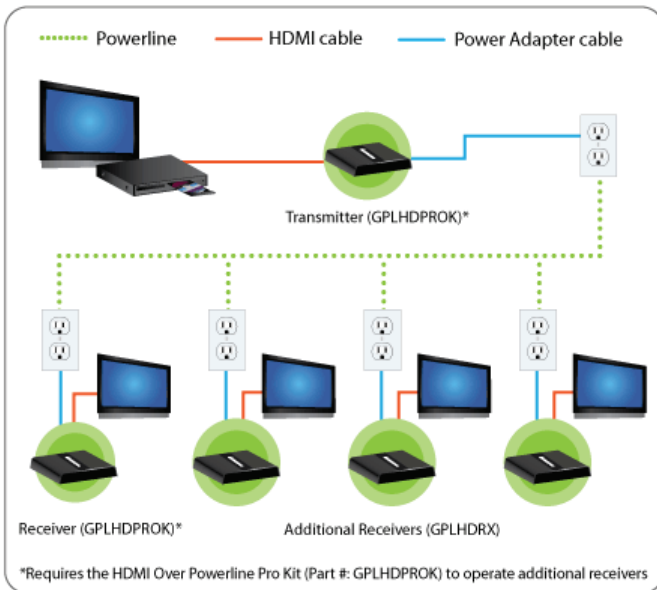 Powerline HDMI cable Power Adapter cable
Transmitter (GPLHDPROK)*
Receiver (GPLHDPROK)* Additional Receivers (GPLHDRX)
*Requires the HDMI Over Powerline Pro Kit (Part #: GPLHDPROK) to operate additional receivers